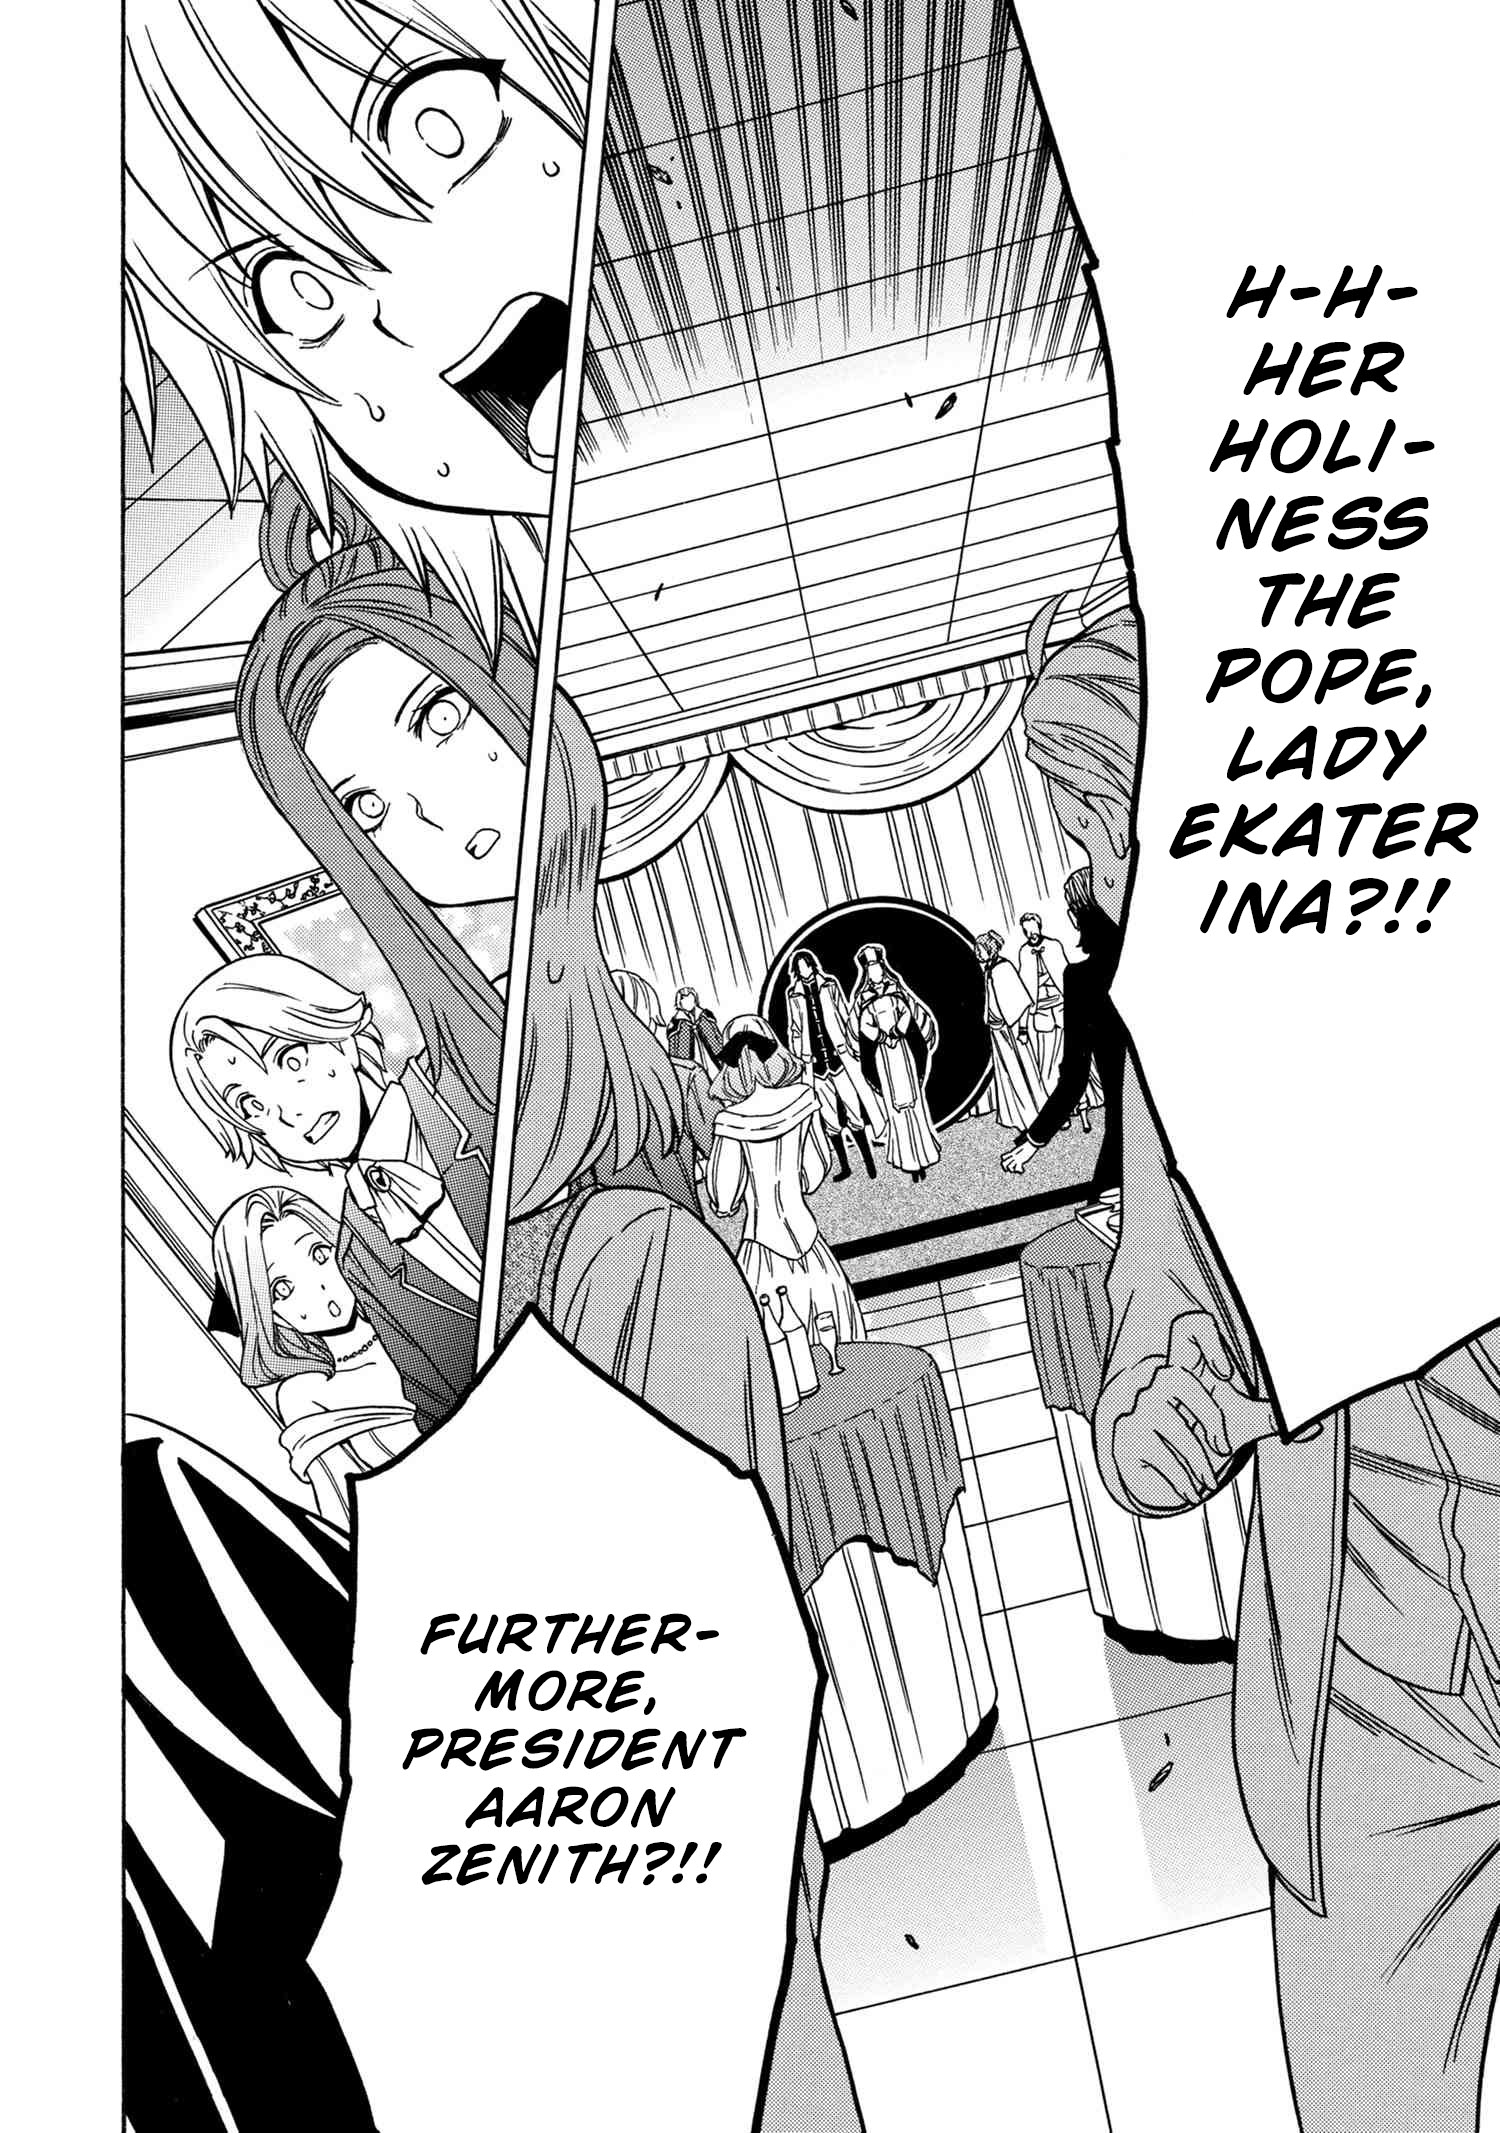 H-H-
HER
HOLI-
NESS
THE
POPE,
LADY
EKATER
INA?!!
FURTHER-
MORE,
PRESIDENT
AARON
ZENITH?!!